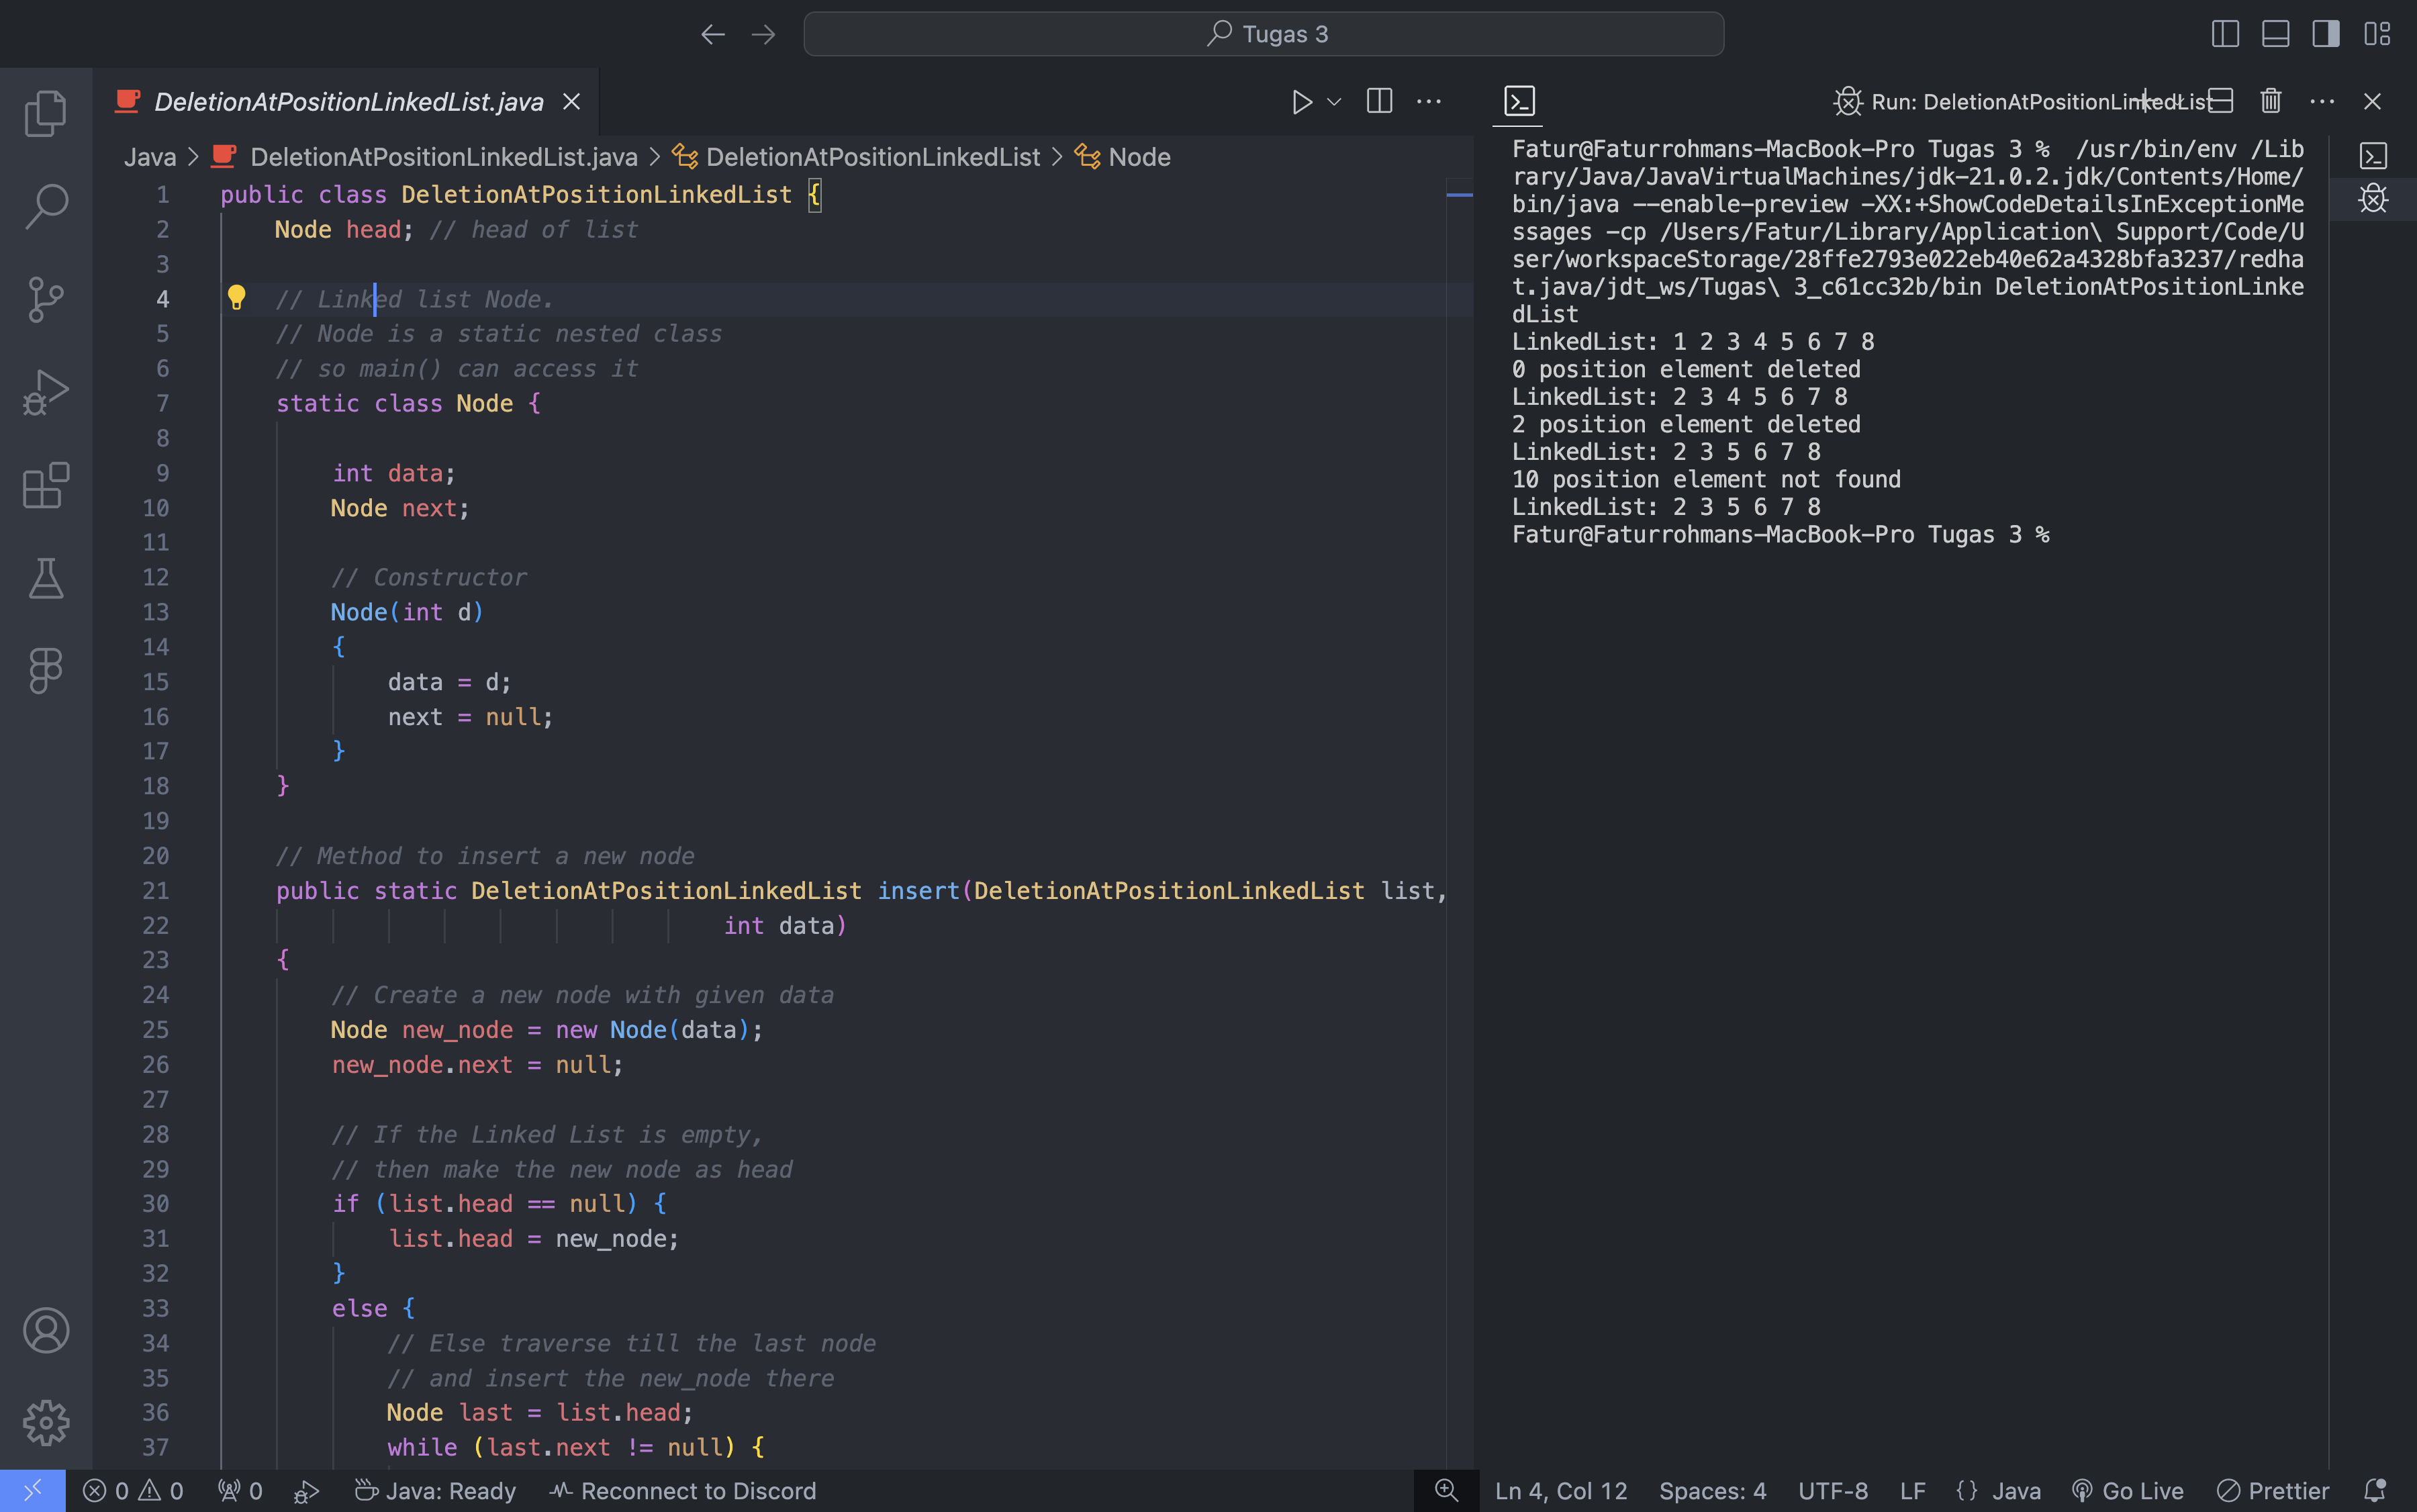 Tugas 3
DeletionAtPositionLinkedList.java
Java > DeletionAtPositionLinkedList.java > DeletionAtPositionLinkedList > Node
1 public class DeletionAtPositionLinkedList {
2 Node head; // head of list
3
4 // Linked list Node.
5 // Node is a static nested class
6 // so main() can access it
7 static class Node {
8
9 int data;
10 Node next;
11
12 // Constructor
13 Node(int d)
14 {
15 data = d;
16 next = null;
17 }
18 }
19
20 // Method to insert a new node
21 public static DeletionAtPositionLinkedList insert(DeletionAtPositionLinkedList list,
22 int data)
23 {
24 // Create a new node with given data
25 Node new_node = new Node(data);
26 new_node.next = null;
27
28 // If the Linked List is empty,
29 // then make the new node as head
30 if (list.head == null) {
31 list.head = new_node;
32 }
33 else {
34 // Else traverse till the last node
35 // and insert the new_node there
36 Node last = list.head;
37 while (last.next != null) {
Run: DeletionAtPositionLinkedList
Fatur@Faturrohmans-MacBook-Pro Tugas 3 % /usr/bin/env /Lib
rary/Java/JavaVirtualMachines/jdk-21.0.2.jdk/Contents/Home/
bin/java --enable-preview -XX:+ShowCodeDetailsInExceptionMe
ssages -cp /Users/Fatur/Library/Application\ Support/Code/U
ser/workspaceStorage/28ffe2793e022eb40e62a4328bfa3237/redha
t.java/jdt_ws/Tugas\ 3_c61cc32b/bin DeletionAtPositionLinke
dList
LinkedList: 1 2 3 4 5 6 7 8
0 position element deleted
LinkedList: 2 3 4 5 6 7 8
2 position element deleted
LinkedList: 2 3 5 6 7 8
10 position element not found
LinkedList: 2 3 5 6 7 8
Fatur@Faturrohmans-MacBook-Pro Tugas 3 %
0 0 0 Java: Ready Reconnect to Discord Ln 4, Col 12 Spaces: 4 UTF-8 LF {} Java Go Live Prettier